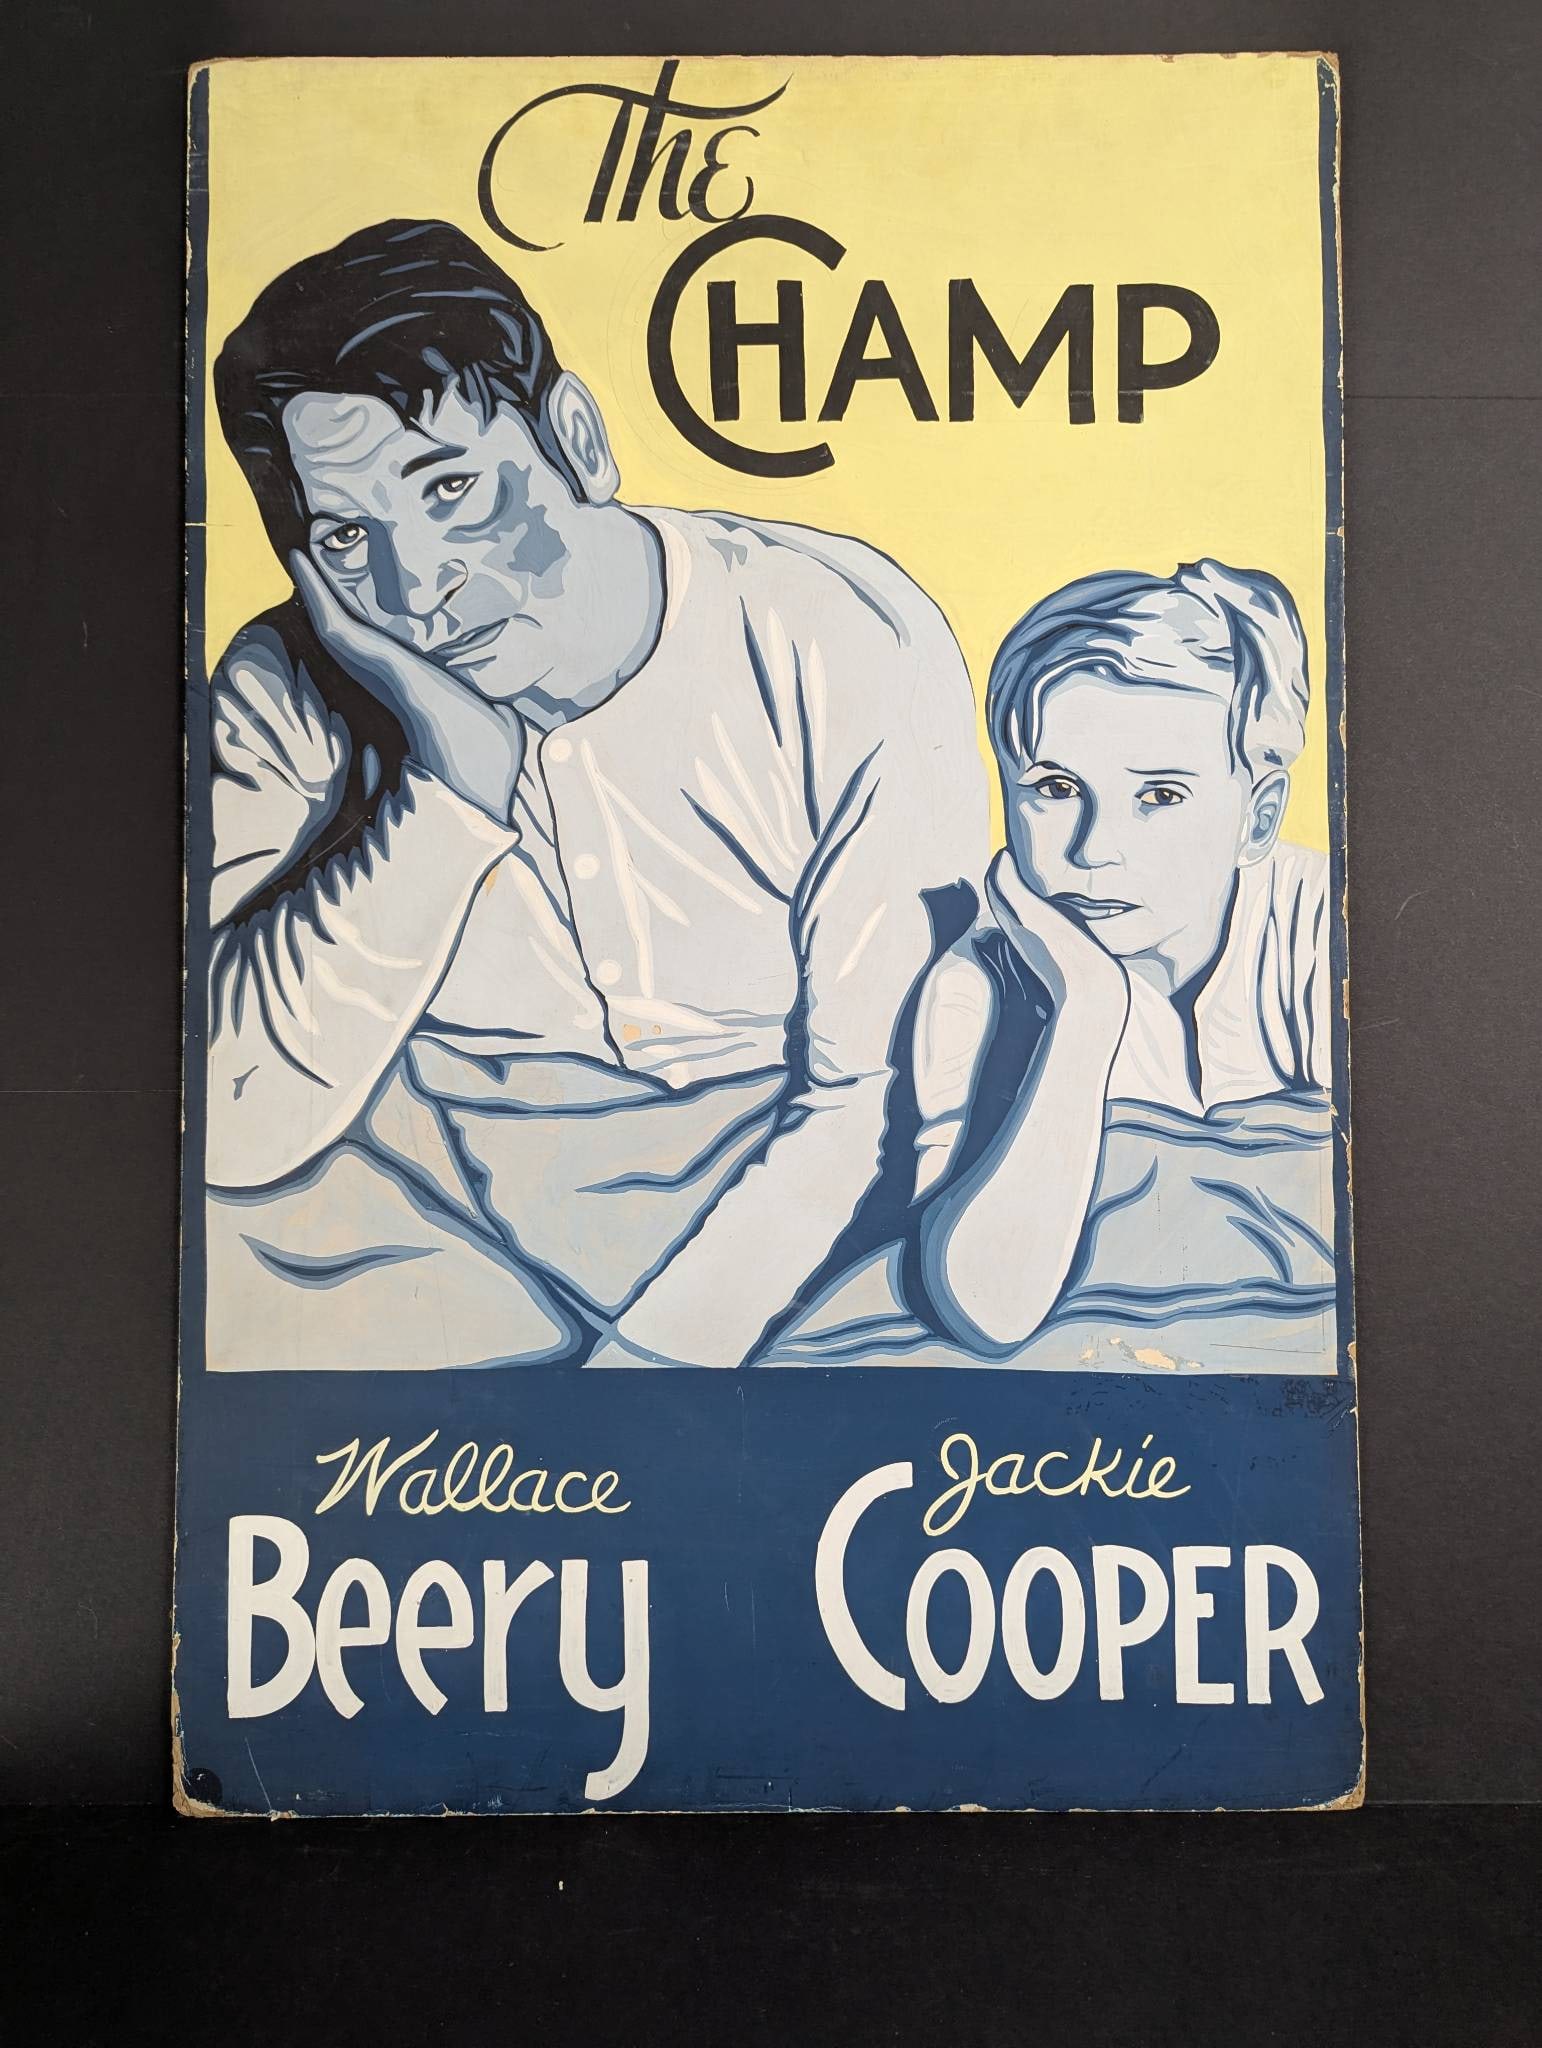 The
CHAMP
Wallace
Beery
Jackie
COOPER